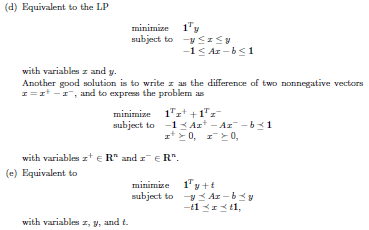 (d) Equivalent to the LP
minimize 1ᵀy
subject to −y ≤ x ≤ y
−1 ≤ Ax − b ≤ 1
with variables x and y.
Another good solution is to write x as the difference of two nonnegative vectors
x = x⁺ − x⁻, and to express the problem as
minimize 1ᵀx⁺ + 1ᵀx⁻
subject to −1 ⪯ Ax⁺ − Ax⁻ − b ⪯ 1
x⁺ ⪰ 0, x⁻ ⪰ 0,
with variables x⁺ ∈ Rⁿ and x⁻ ∈ Rⁿ.
(e) Equivalent to
minimize 1ᵀy + t
subject to −y ⪯ Ax − b ⪯ y
−t1 ⪯ x ⪯ t1,
with variables x, y, and t.